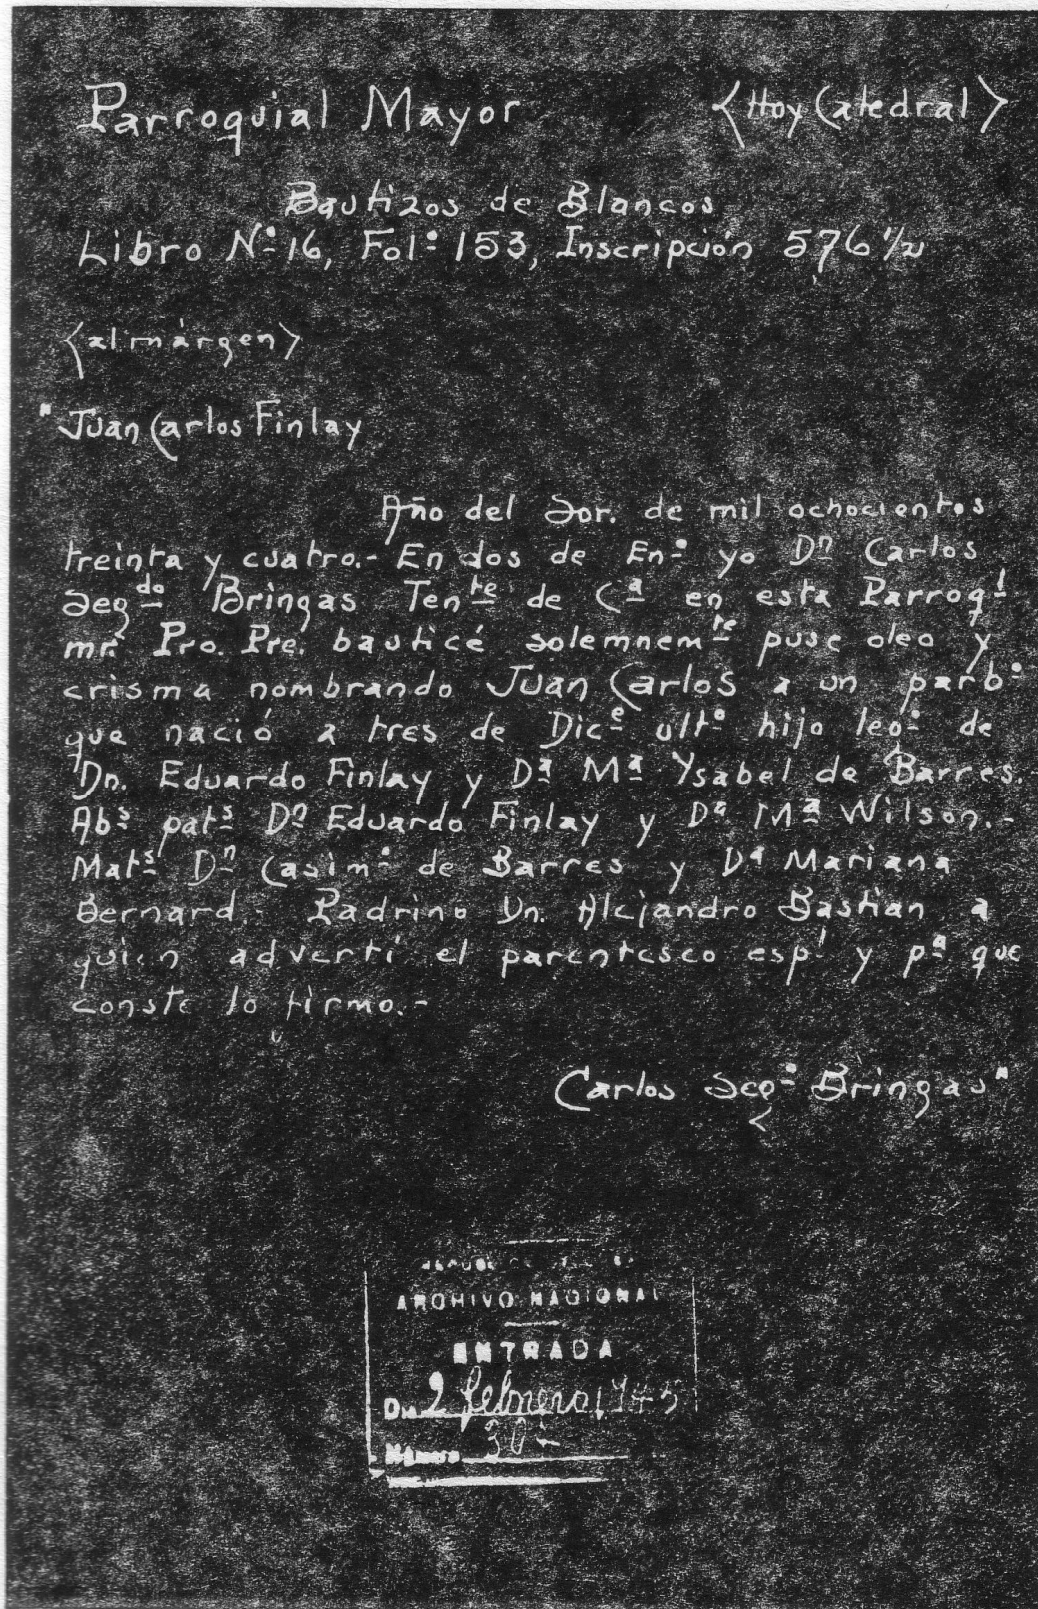 Parroquial Mayor <Hoy Catedral>
Bautizos de Blancos
Libro Nº 16, Folº 153, Inscripción 576 ½
<al márgen>
"Juan Carlos Finlay
Año del Sor. de mil ochocientos
treinta y cuatro.- En dos de Enº yo Dn Carlos
Segdo Bringas Tente de Cª en esta Parroql
mr. Pro. Pre. bauticé solemnemte puse oleo y
crisma nombrando Juan Carlos a un parbº
que nació a tres de Dice ultº hijo legº de
Dn. Eduardo Finlay y Dª Mª Ysabel de Barres.
Abs pats Dn Eduardo Finlay y Dª Mª Wilson.-
Mats Dn Casimº de Barres y Dª Mariana
Bernard.- Padrino Dn. Alejandro Bastian a
quien advertí el parentesco espl y pª que
conste lo firmo.-
Carlos Segº Bringas"
ARCHIVO NACIONAL
ENTRADA
Dia 2 febrero 1945
Número